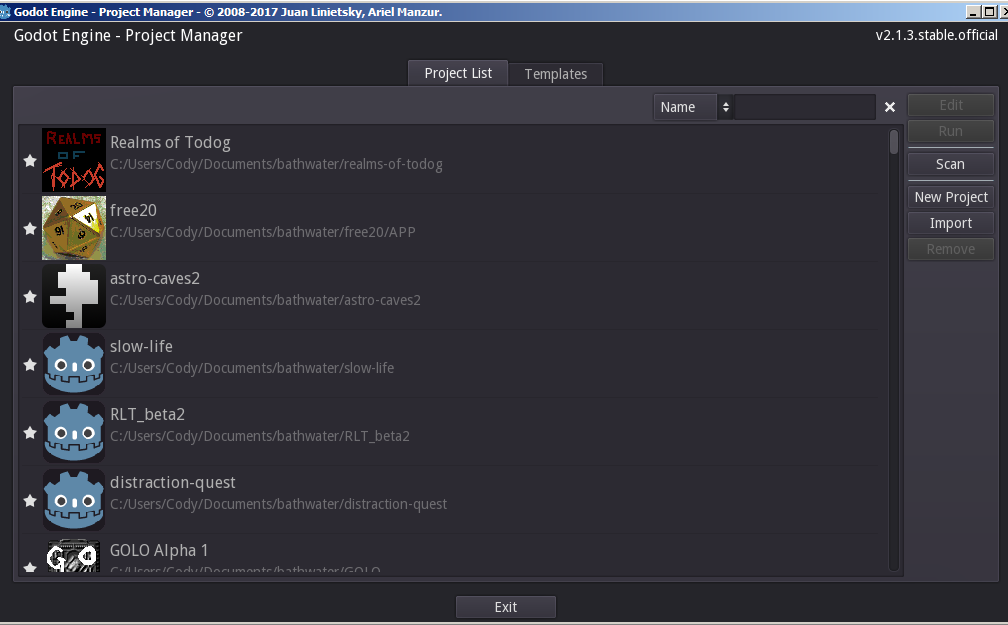 Godot Engine - Project Manager - © 2008-2017 Juan Linietsky, Ariel Manzur.
Godot Engine - Project Manager
v2.1.3.stable.official
Project List
Templates
Name
Edit
Run
Scan
New Project
Import
Remove
REALMS
OF
TODOG
Realms of Todog
C:/Users/Cody/Documents/bathwater/realms-of-todog
20
14
16
free20
C:/Users/Cody/Documents/bathwater/free20/APP
astro-caves2
C:/Users/Cody/Documents/bathwater/astro-caves2
slow-life
C:/Users/Cody/Documents/bathwater/slow-life
RLT_beta2
C:/Users/Cody/Documents/bathwater/RLT_beta2
distraction-quest
C:/Users/Cody/Documents/bathwater/distraction-quest
GOLO Alpha 1
C:/Users/Cody/Documents/bathwater/GOLO
Exit